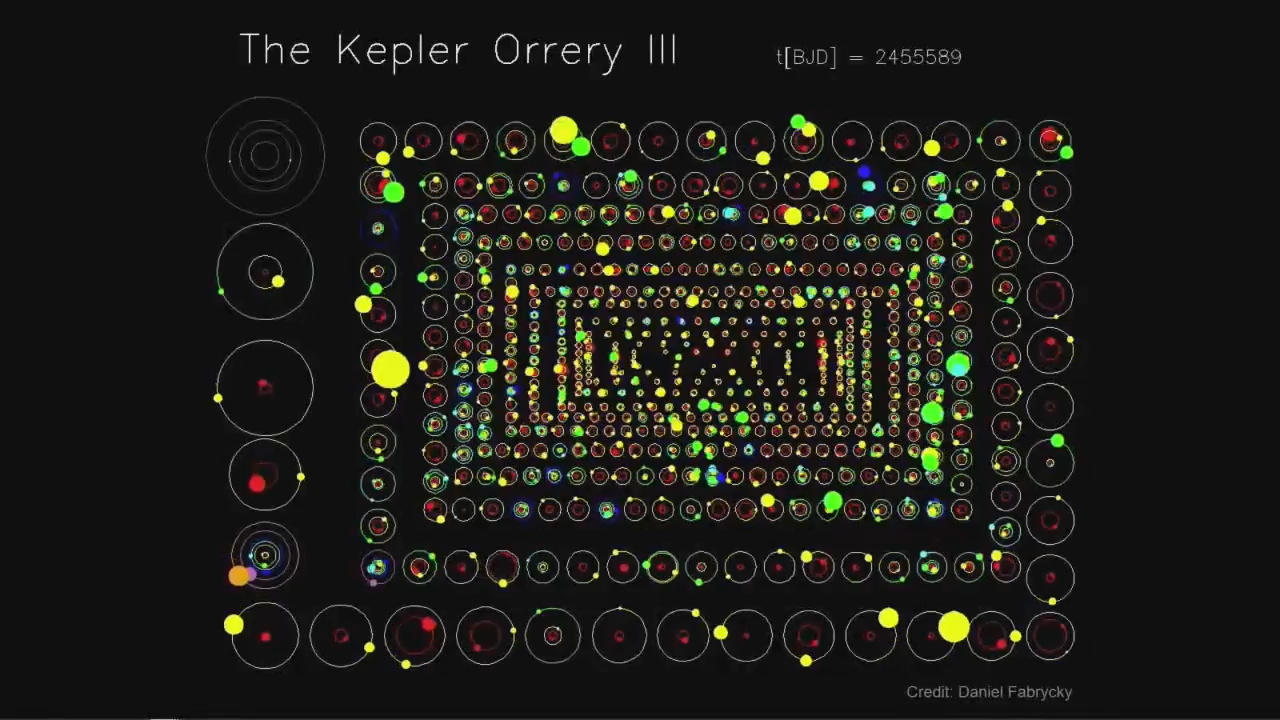 The Kepler Orrery III
t[BJD] = 2455589
Credit: Daniel Fabrycky